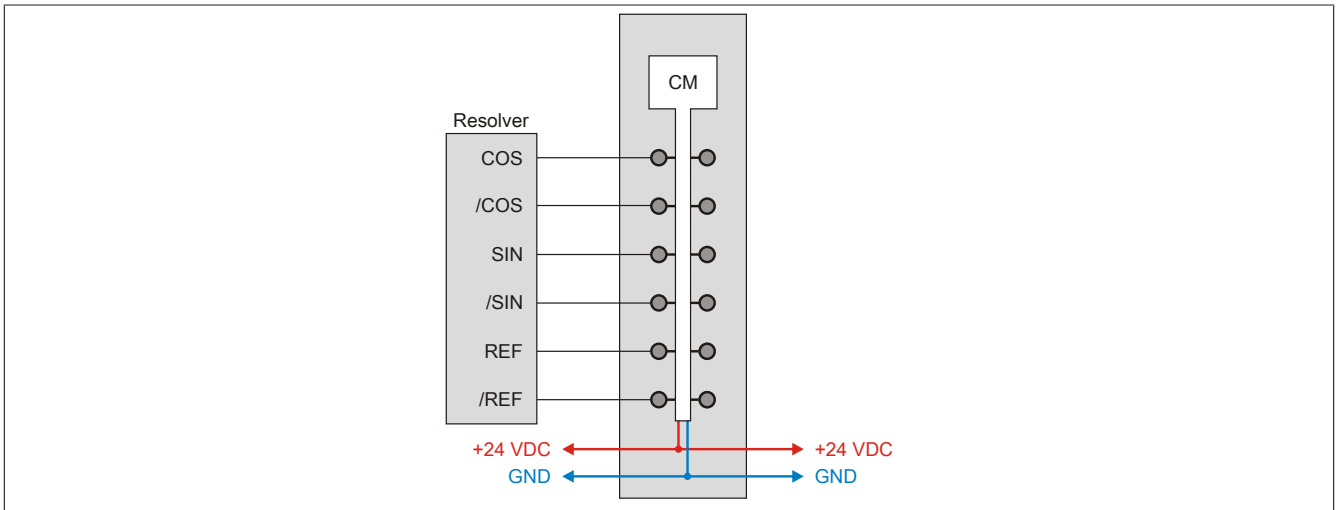 CM
Resolver
COS
/COS
SIN
/SIN
REF
/REF
+24 VDC +24 VDC
GND GND